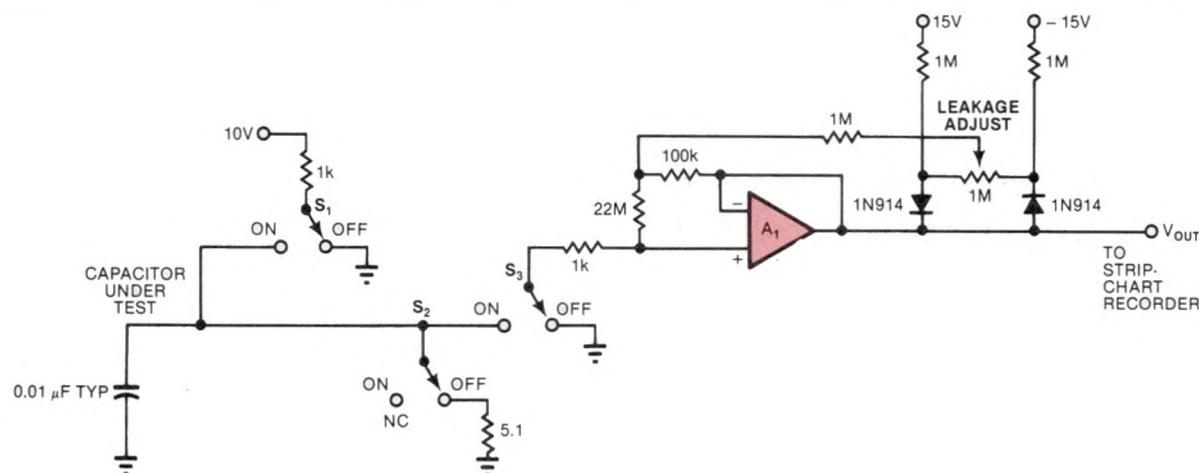 15V
– 15V
1M
1M
LEAKAGE
ADJUST
1M
10V
100k
1k
1M
1N914
1N914
S1
22M
A1
–
+
VOUT
ON
OFF
1k
TO
STRIP-
CHART
RECORDER
CAPACITOR
UNDER
TEST
S3
S2
ON
OFF
0.01 µF TYP
ON
OFF
NC
5.1